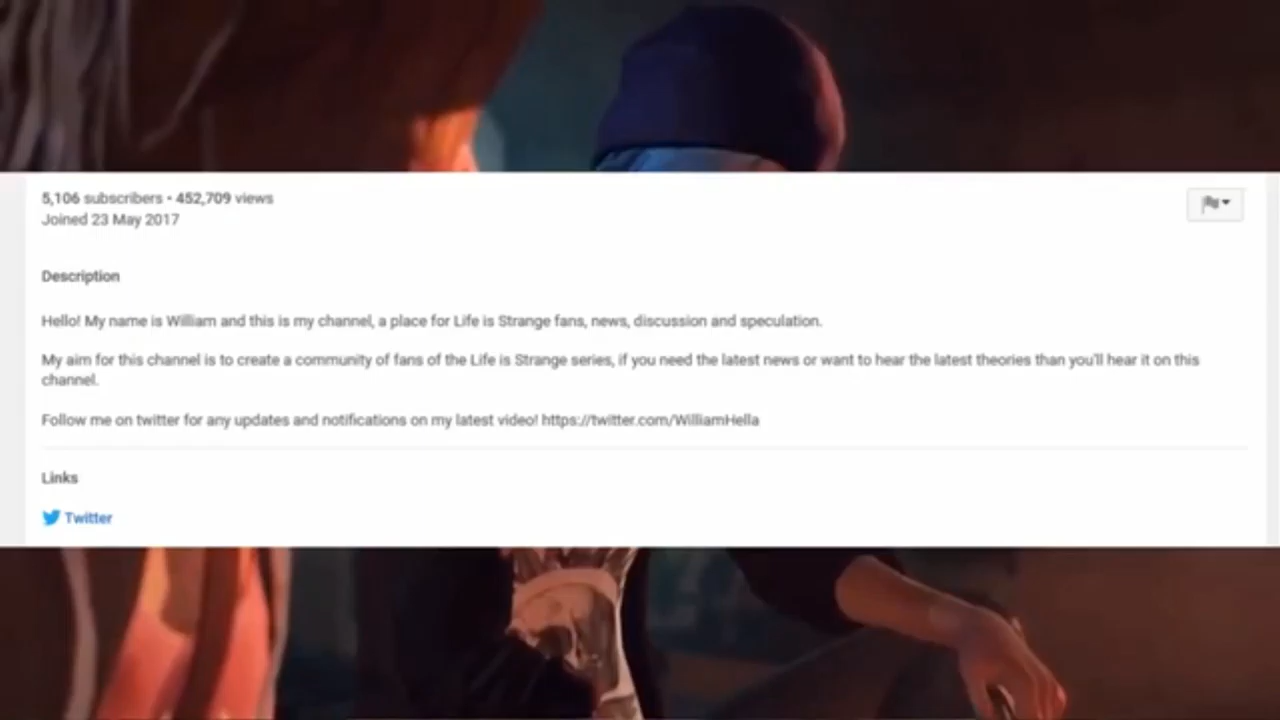 5,106 subscribers • 452,709 views
Joined 23 May 2017
Description
Hello! My name is William and this is my channel, a place for Life is Strange fans, news, discussion and speculation.
My aim for this channel is to create a community of fans of the Life is Strange series, if you need the latest news or want to hear the latest theories than you'll hear it on this
channel.
Follow me on twitter for any updates and notifications on my latest video! https://twitter.com/WilliamHella
Links
Twitter